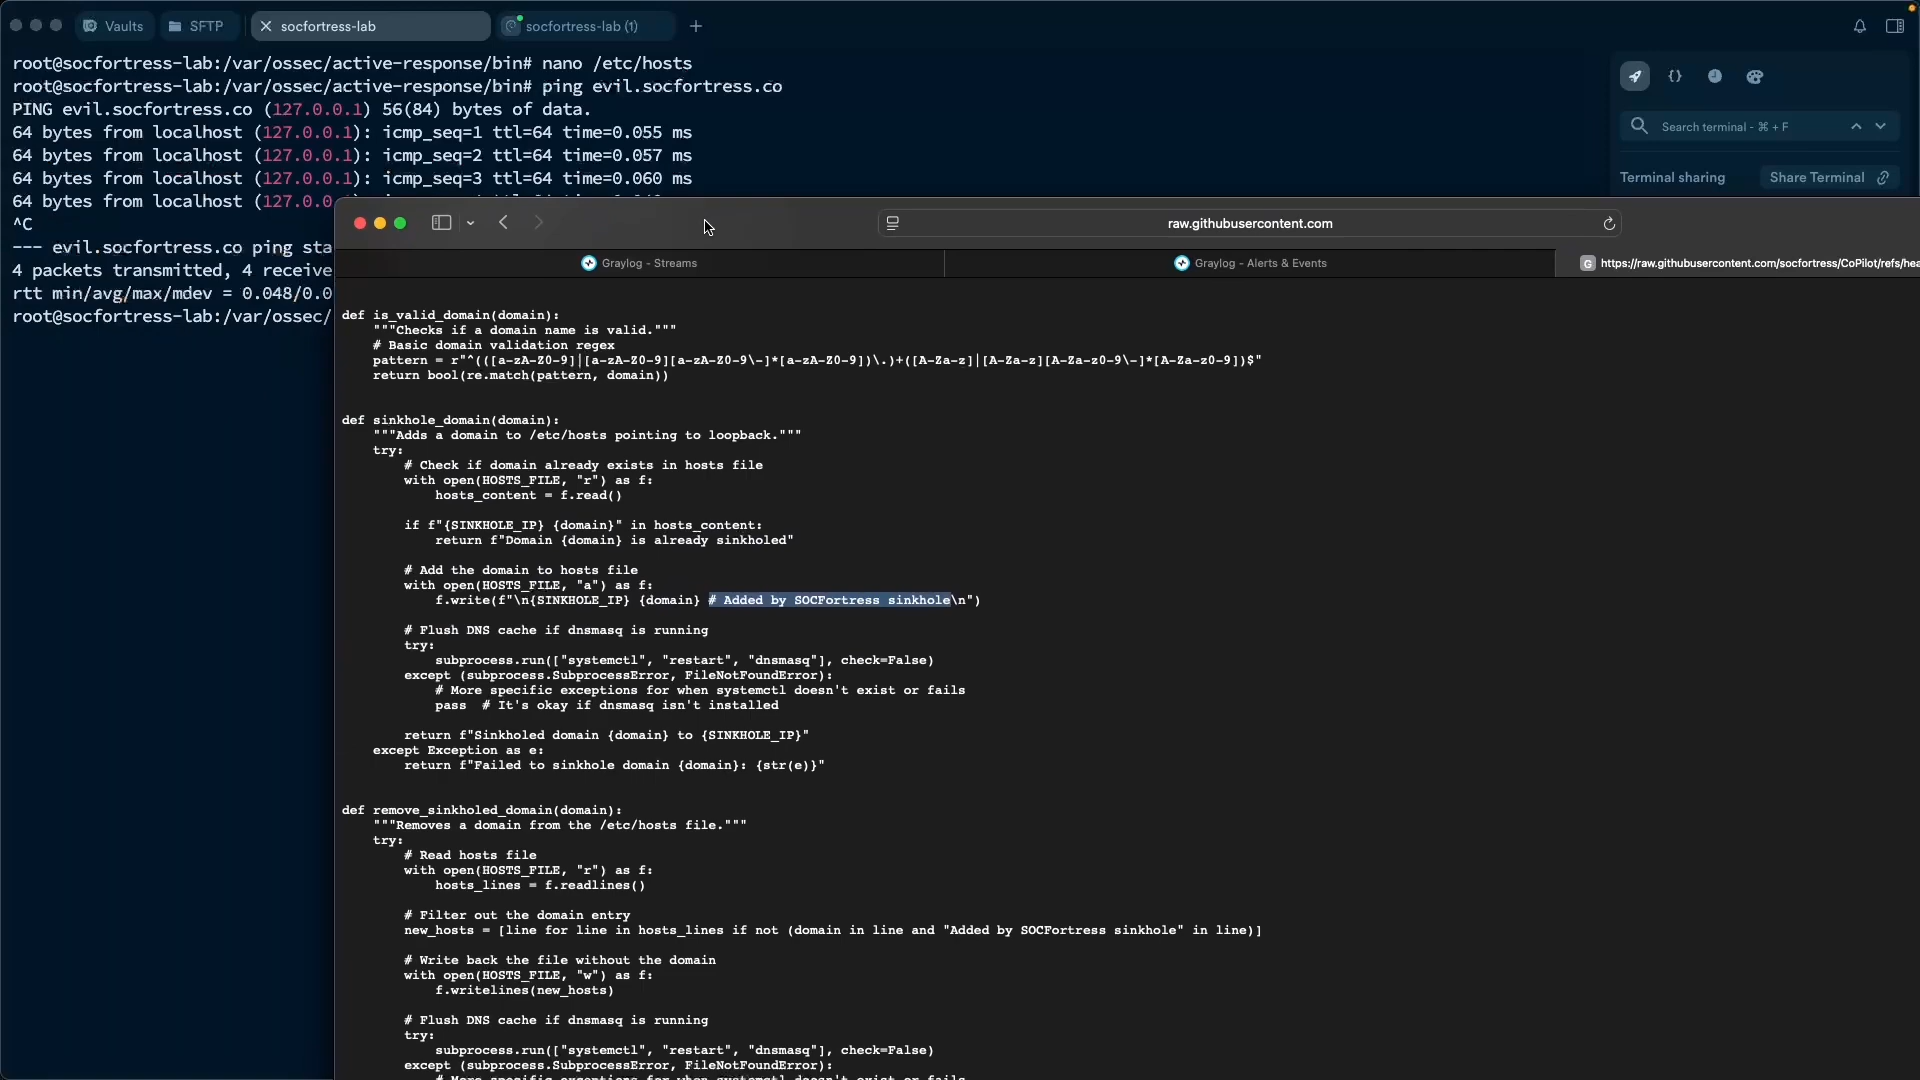 Vaults
SFTP
socfortress-lab
socfortress-lab (1)
root@socfortress-lab:/var/ossec/active-response/bin# nano /etc/hosts
root@socfortress-lab:/var/ossec/active-response/bin# ping evil.socfortress.co
PING evil.socfortress.co (127.0.0.1) 56(84) bytes of data.
64 bytes from localhost (127.0.0.1): icmp_seq=1 ttl=64 time=0.055 ms
64 bytes from localhost (127.0.0.1): icmp_seq=2 ttl=64 time=0.057 ms
64 bytes from localhost (127.0.0.1): icmp_seq=3 ttl=64 time=0.060 ms
64 bytes from localhost (127.0.0
^C
--- evil.socfortress.co ping sta
4 packets transmitted, 4 receive
rtt min/avg/max/mdev = 0.048/0.0
root@socfortress-lab:/var/ossec/
Search terminal - ⌘ + F
Terminal sharing
Share Terminal
raw.githubusercontent.com
Graylog - Streams
Graylog - Alerts & Events
G https://raw.githubusercontent.com/socfortress/CoPilot/refs/hea
def is_valid_domain(domain):
    """Checks if a domain name is valid."""
    # Basic domain validation regex
    pattern = r"^(([a-zA-Z0-9]|[a-zA-Z0-9][a-zA-Z0-9\-]*[a-zA-Z0-9])\.)+([A-Za-z]|[A-Za-z][A-Za-z0-9\-]*[A-Za-z0-9])$"
    return bool(re.match(pattern, domain))
def sinkhole_domain(domain):
    """Adds a domain to /etc/hosts pointing to loopback."""
    try:
        # Check if domain already exists in hosts file
        with open(HOSTS_FILE, "r") as f:
            hosts_content = f.read()
        if f"{SINKHOLE_IP} {domain}" in hosts_content:
            return f"Domain {domain} is already sinkholed"
        # Add the domain to hosts file
        with open(HOSTS_FILE, "a") as f:
            f.write(f"\n{SINKHOLE_IP} {domain} # Added by SOCFortress sinkhole\n")
        # Flush DNS cache if dnsmasq is running
        try:
            subprocess.run(["systemctl", "restart", "dnsmasq"], check=False)
        except (subprocess.SubprocessError, FileNotFoundError):
            # More specific exceptions for when systemctl doesn't exist or fails
            pass  # It's okay if dnsmasq isn't installed
        return f"Sinkholed domain {domain} to {SINKHOLE_IP}"
    except Exception as e:
        return f"Failed to sinkhole domain {domain}: {str(e)}"
def remove_sinkholed_domain(domain):
    """Removes a domain from the /etc/hosts file."""
    try:
        # Read hosts file
        with open(HOSTS_FILE, "r") as f:
            hosts_lines = f.readlines()
        # Filter out the domain entry
        new_hosts = [line for line in hosts_lines if not (domain in line and "Added by SOCFortress sinkhole" in line)]
        # Write back the file without the domain
        with open(HOSTS_FILE, "w") as f:
            f.writelines(new_hosts)
        # Flush DNS cache if dnsmasq is running
        try:
            subprocess.run(["systemctl", "restart", "dnsmasq"], check=False)
        except (subprocess.SubprocessError, FileNotFoundError):
            # More specific exceptions for when systemctl doesn't exist or fails